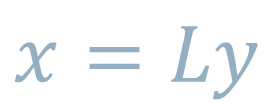 x = Ly